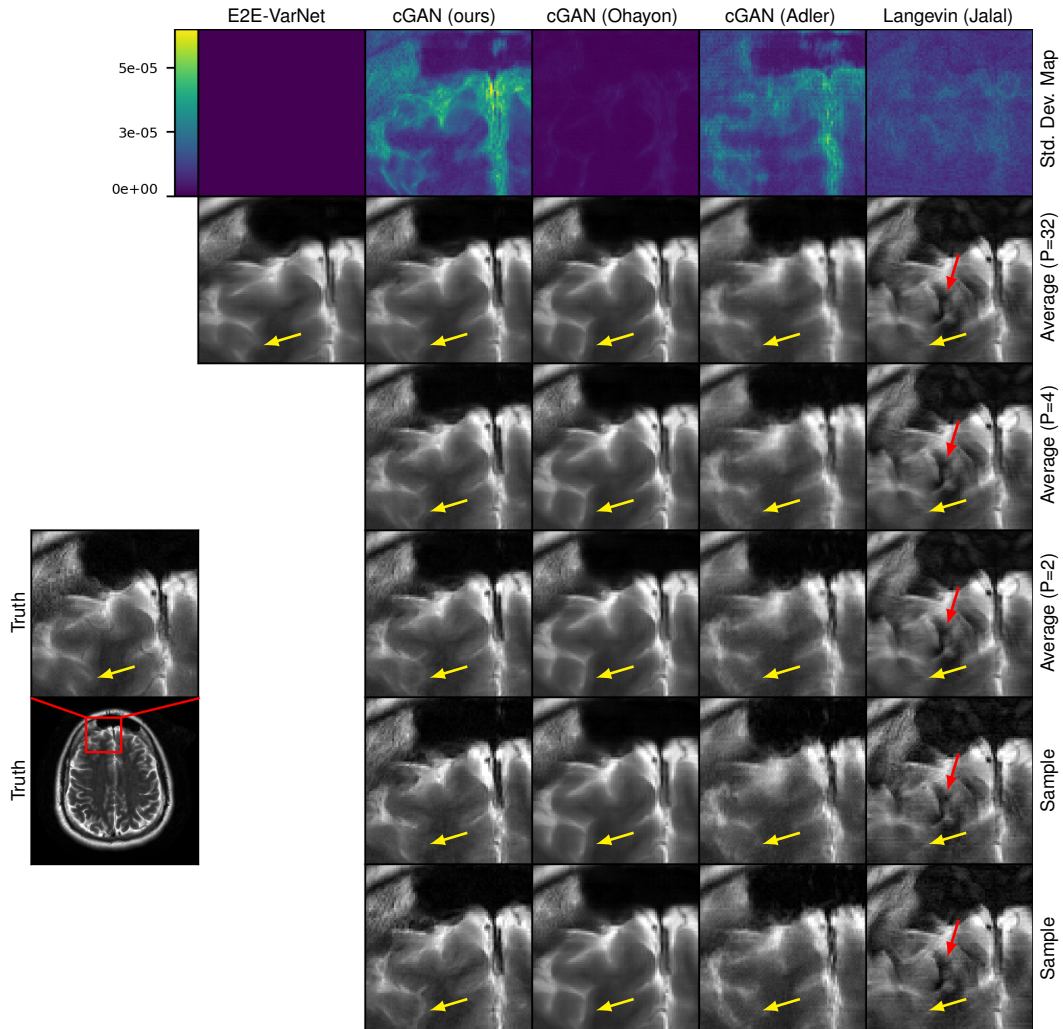 E2E-VarNet
cGAN (ours)
cGAN (Ohayon)
cGAN (Adler)
Langevin (Jalal)
5e-05
3e-05
0e+00
Std. Dev. Map
Average (P=32)
Average (P=4)
Truth
Average (P=2)
Truth
Sample
Sample